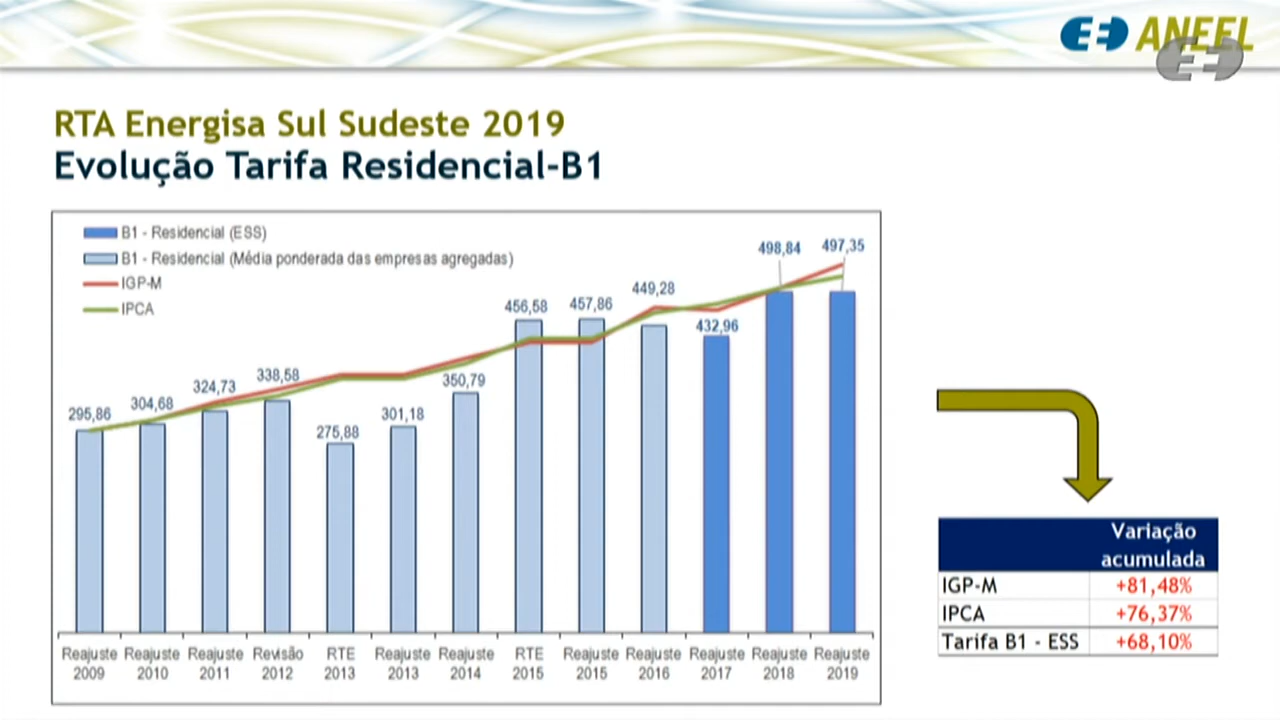 ANEEL
RTA Energisa Sul Sudeste 2019
Evolução Tarifa Residencial-B1
B1 - Residencial (ESS)
B1 - Residencial (Média ponderada das empresas agregadas)
IGP-M
IPCA
295,86
304,68
324,73
338,58
275,88
301,18
350,79
456,58
457,86
449,28
432,96
498,84
497,35
Reajuste 2009
Reajuste 2010
Reajuste 2011
Revisão 2012
RTE 2013
Reajuste 2013
Reajuste 2014
RTE 2015
Reajuste 2015
Reajuste 2016
Reajuste 2017
Reajuste 2018
Reajuste 2019
Variação
acumulada
IGP-M +81,48%
IPCA +76,37%
Tarifa B1 - ESS +68,10%